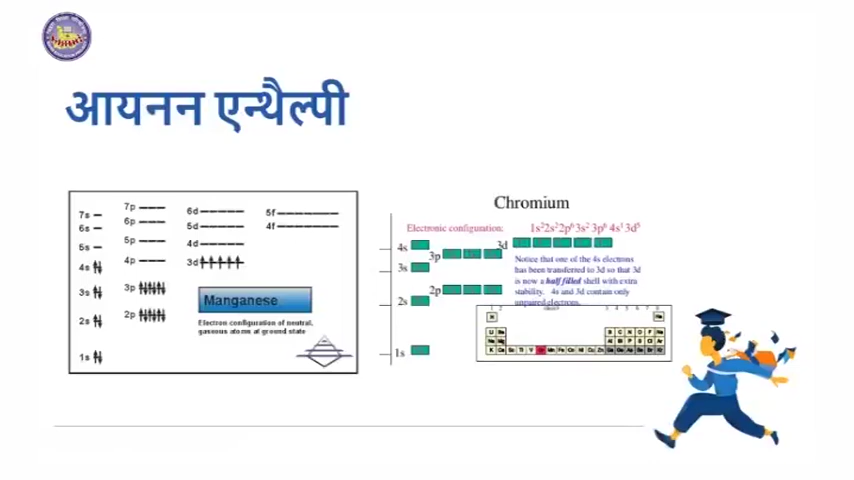 आयनन एन्थैल्पी
7s
6s
5s
4s
3s
2s
1s
7p
6p
5p
4p
3p
2p
6d
5d
4d
3d
5f
4f
Manganese
Electron configuration of neutral,
gaseous atoms at ground state
Chromium
Electronic configuration: 1s²2s²2p⁶3s²3p⁶4s¹3d⁵
4s
3p
3d
3s
2p
2s
1s
Notice that one of the 4s electrons
has been transferred to 3d so that 3d
is now a half filled shell with extra
stability. 4s and 3d contain only
unpaired electrons.